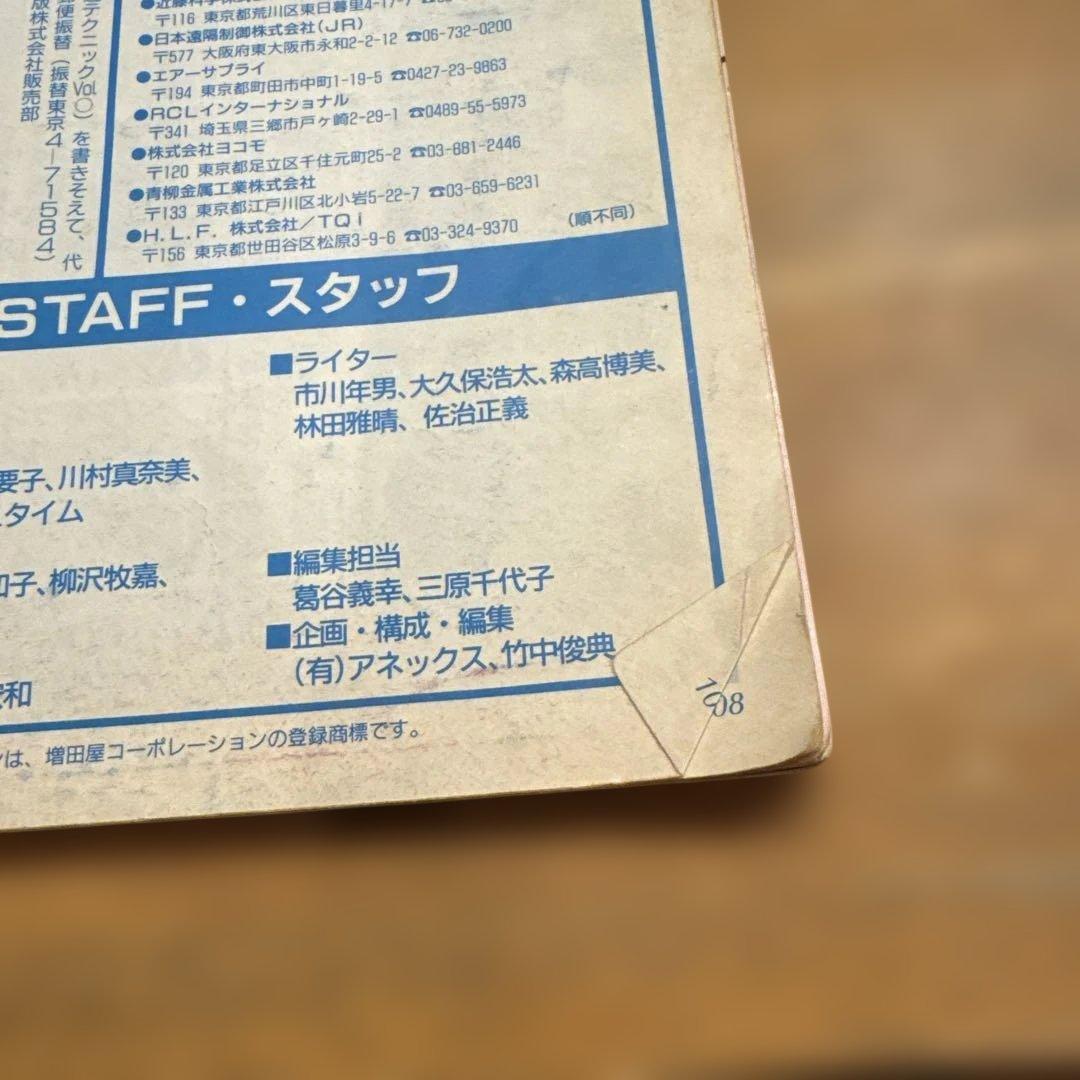 ●近藤科学株式会社
〒116 東京都荒川区東日暮里4-17-7
●日本遠隔制御株式会社(JR)
〒577 大阪府東大阪市永和2-2-12 ☎06-732-0200
●エアーサプライ
〒194 東京都町田市中町1-19-5 ☎0427-23-9863
●RCLインターナショナル
〒341 埼玉県三郷市戸ヶ崎2-29-1 ☎0489-55-5973
●株式会社ヨコモ
〒120 東京都足立区千住元町25-2 ☎03-881-2446
●青柳金属工業株式会社
〒133 東京都江戸川区北小岩5-22-7 ☎03-659-6231
●H.L.F. 株式会社/TQi
〒156 東京都世田谷区松原3-9-6 ☎03-324-9370
(順不同)
テクニックVol.○)を書きそえて、代
郵便振替(振替東京4-71584)
版株式会社販売部
STAFF・スタッフ
■ライター
市川年男、大久保浩太、森高博美、
林田雅晴、佐治正義
要子、川村真奈美、
タイム
子、柳沢牧嘉、
和
■編集担当
葛谷義幸、三原千代子
■企画・構成・編集
(有)アネックス、竹中俊典
は、増田屋コーポレーションの登録商標です。
10
08